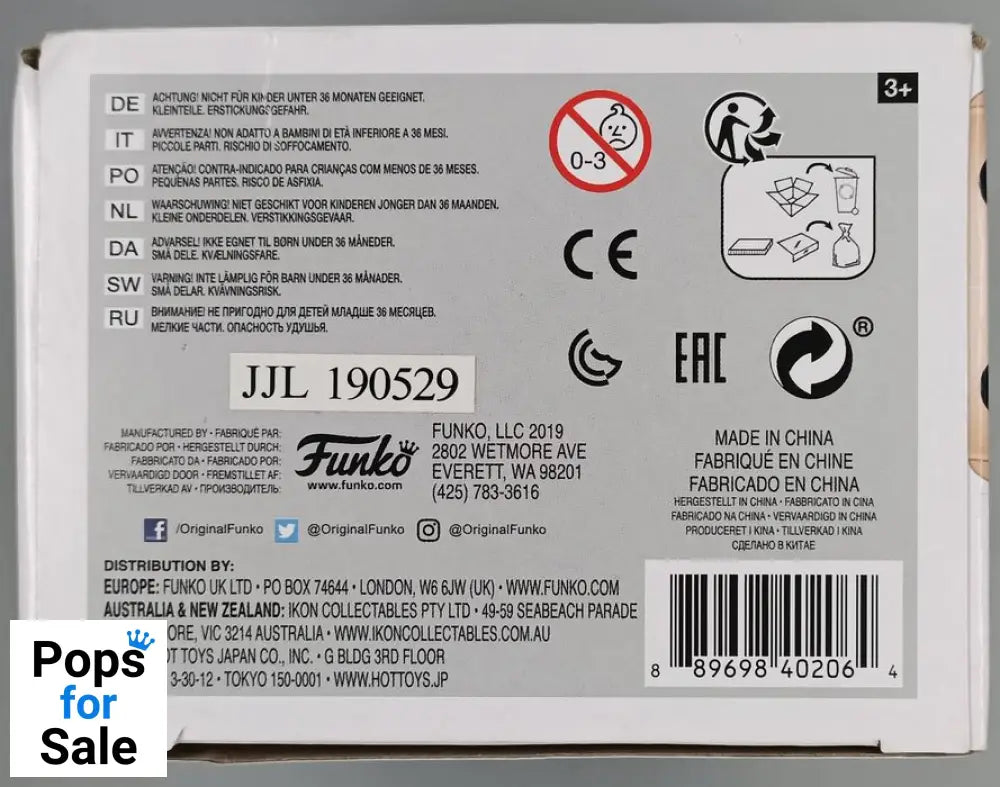 3+
DE ACHTUNG! NICHT FÜR KINDER UNTER 36 MONATEN GEEIGNET.
KLEINTEILE. ERSTICKUNGSGEFAHR.
IT AVVERTENZA! NON ADATTO A BAMBINI DI ETÀ INFERIORE A 36 MESI.
PICCOLE PARTI. RISCHIO DI SOFFOCAMENTO.
PO ATENÇÃO! CONTRA-INDICADO PARA CRIANÇAS COM MENOS DE 36 MESES.
PEQUENAS PARTES. RISCO DE ASFIXIA.
NL WAARSCHUWING! NIET GESCHIKT VOOR KINDEREN JONGER DAN 36 MAANDEN.
KLEINE ONDERDELEN. VERSTIKKINGSGEVAAR.
DA ADVARSEL! IKKE EGNET TIL BØRN UNDER 36 MÅNEDER.
SMÅ DELE. KVÆLNINGSFARE.
SW VARNING! INTE LÄMPLIG FÖR BARN UNDER 36 MÅNADER.
SMÅ DELAR. KVÄVNINGSRISK.
RU ВНИМАНИЕ! НЕ ПРИГОДНО ДЛЯ ДЕТЕЙ МЛАДШЕ 36 МЕСЯЦЕВ.
МЕЛКИЕ ЧАСТИ. ОПАСНОСТЬ УДУШЬЯ.
0-3
CE
EAC
®
JJL 190529
MANUFACTURED BY • FABRIQUÉ PAR:
FABRICADO POR • HERGESTELLT DURCH:
FABBRICATO DA • FABRICADO POR:
VERVAARDIGD DOOR • FREMSTILLET AF:
TILLVERKAD AV • ПРОИЗВОДИТЕЛЬ:
Funko
www.funko.com
FUNKO, LLC 2019
2802 WETMORE AVE
EVERETT, WA 98201
(425) 783-3616
/OriginalFunko @OriginalFunko @OriginalFunko
MADE IN CHINA
FABRIQUÉ EN CHINE
FABRICADO EN CHINA
HERGESTELLT IN CHINA • FABBRICATO IN CINA
FABRICADO NA CHINA • VERVAARDIGD IN CHINA
PRODUCERET I KINA • TILLVERKAD I KINA
СДЕЛАНО В КИТАЕ
DISTRIBUTION BY:
EUROPE: FUNKO UK LTD • PO BOX 74644 • LONDON, W6 6JW (UK) • WWW.FUNKO.COM
AUSTRALIA & NEW ZEALAND: IKON COLLECTABLES PTY LTD • 49-59 SEABEACH PARADE
ORE, VIC 3214 AUSTRALIA • WWW.IKONCOLLECTABLES.COM.AU
OT TOYS JAPAN CO., INC. • G BLDG 3RD FLOOR
3-30-12 • TOKYO 150-0001 • WWW.HOTTOYS.JP
8 89698 40206 4
Pops
for
Sale